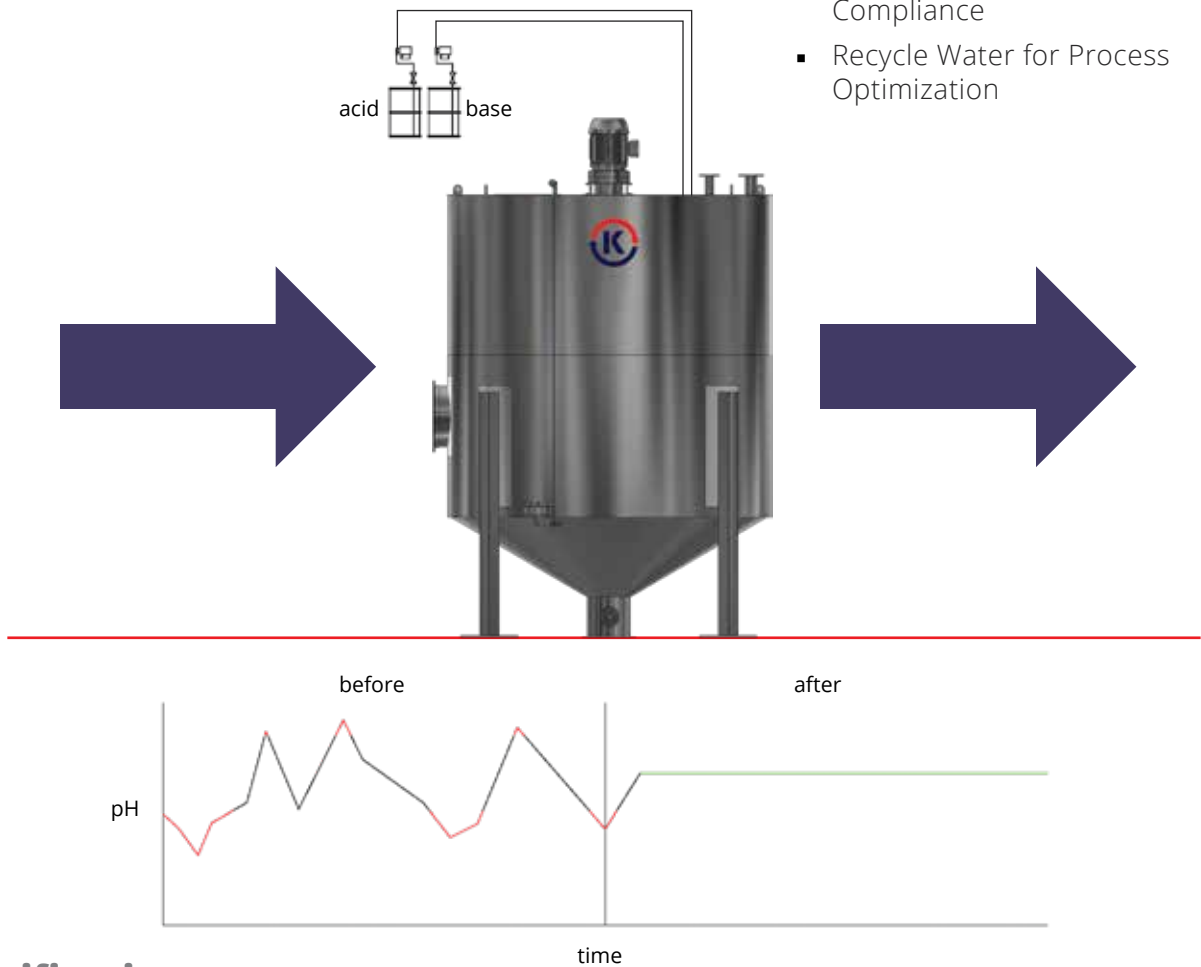 Compliance
▪ Recycle Water for Process
Optimization
acid
base
K
before
after
pH
time